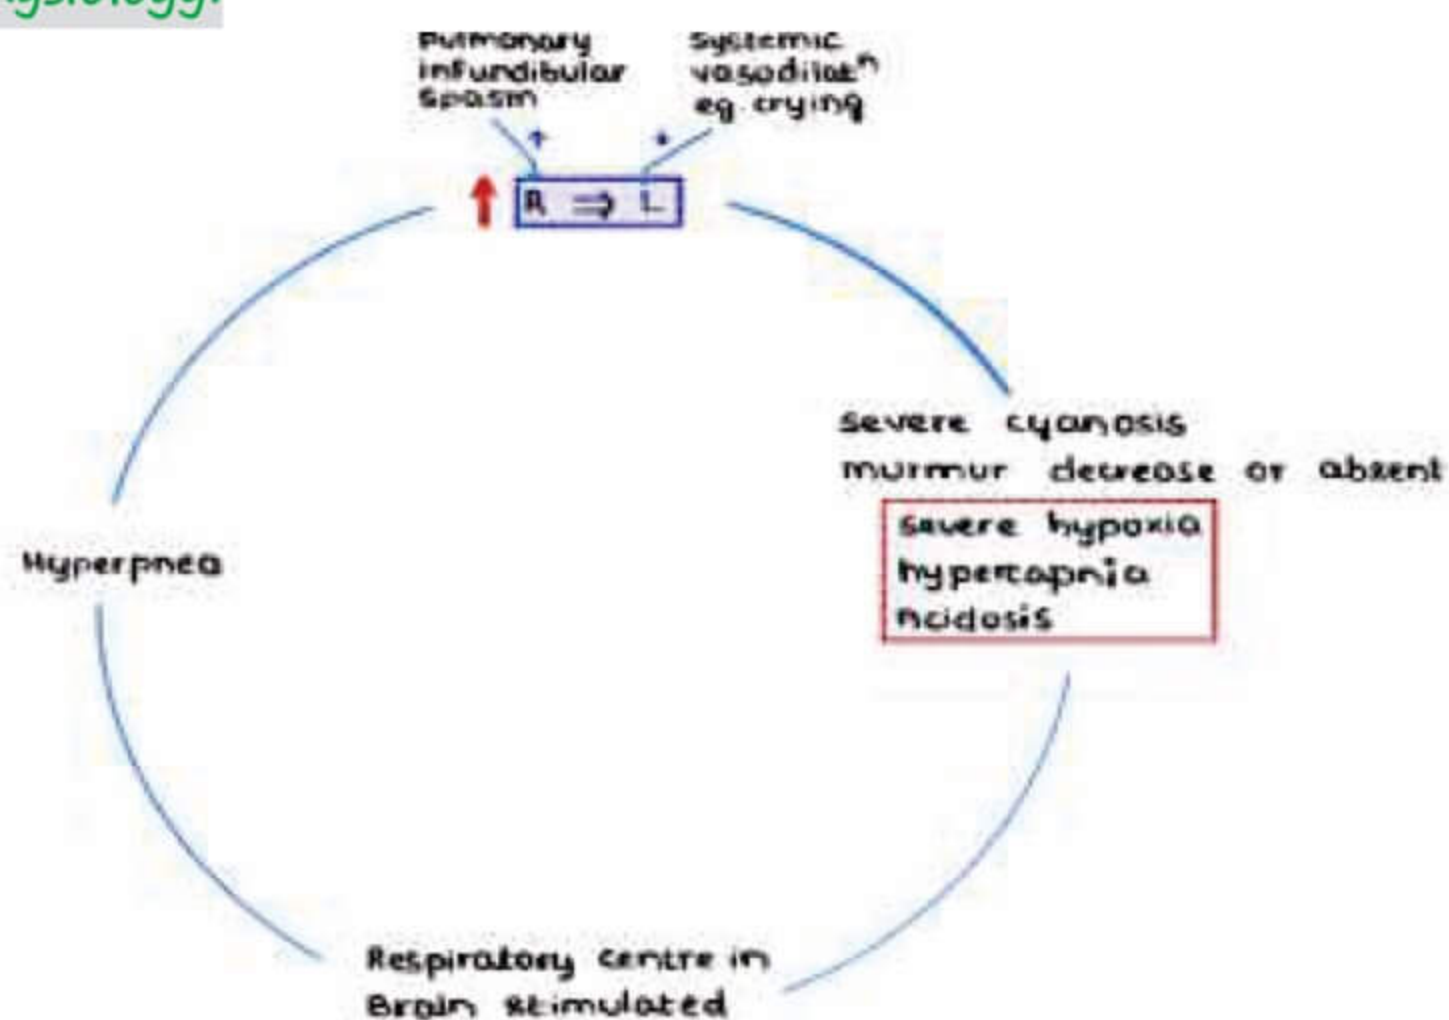 Pulmonary
infundibular
spasm
Systemic
vasodilatⁿ
eg. crying
↑ R ⇒ L
severe cyanosis
murmur decrease or absent
severe hypoxia
hypercapnia
Acidosis
Hyperpnea
Respiratory centre in
Brain stimulated